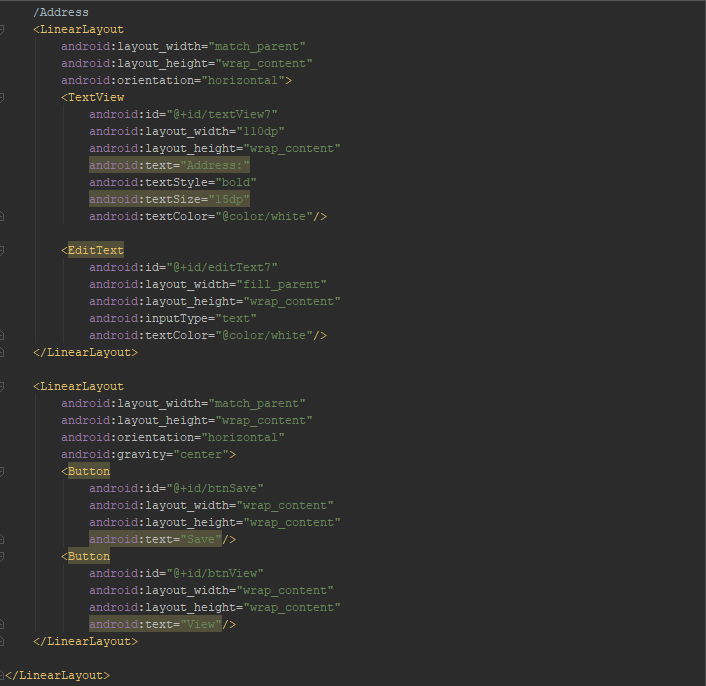 /Address
<LinearLayout
android:layout_width="match_parent"
android:layout_height="wrap_content"
android:orientation="horizontal">
<TextView
android:id="@+id/textView7"
android:layout_width="110dp"
android:layout_height="wrap_content"
android:text="Address:"
android:textStyle="bold"
android:textSize="15dp"
android:textColor="@color/white"/>
<EditText
android:id="@+id/editText7"
android:layout_width="fill_parent"
android:layout_height="wrap_content"
android:inputType="text"
android:textColor="@color/white"/>
</LinearLayout>
<LinearLayout
android:layout_width="match_parent"
android:layout_height="wrap_content"
android:orientation="horizontal"
android:gravity="center">
<Button
android:id="@+id/btnSave"
android:layout_width="wrap_content"
android:layout_height="wrap_content"
android:text="Save"/>
<Button
android:id="@+id/btnView"
android:layout_width="wrap_content"
android:layout_height="wrap_content"
android:text="View"/>
</LinearLayout>
</LinearLayout>